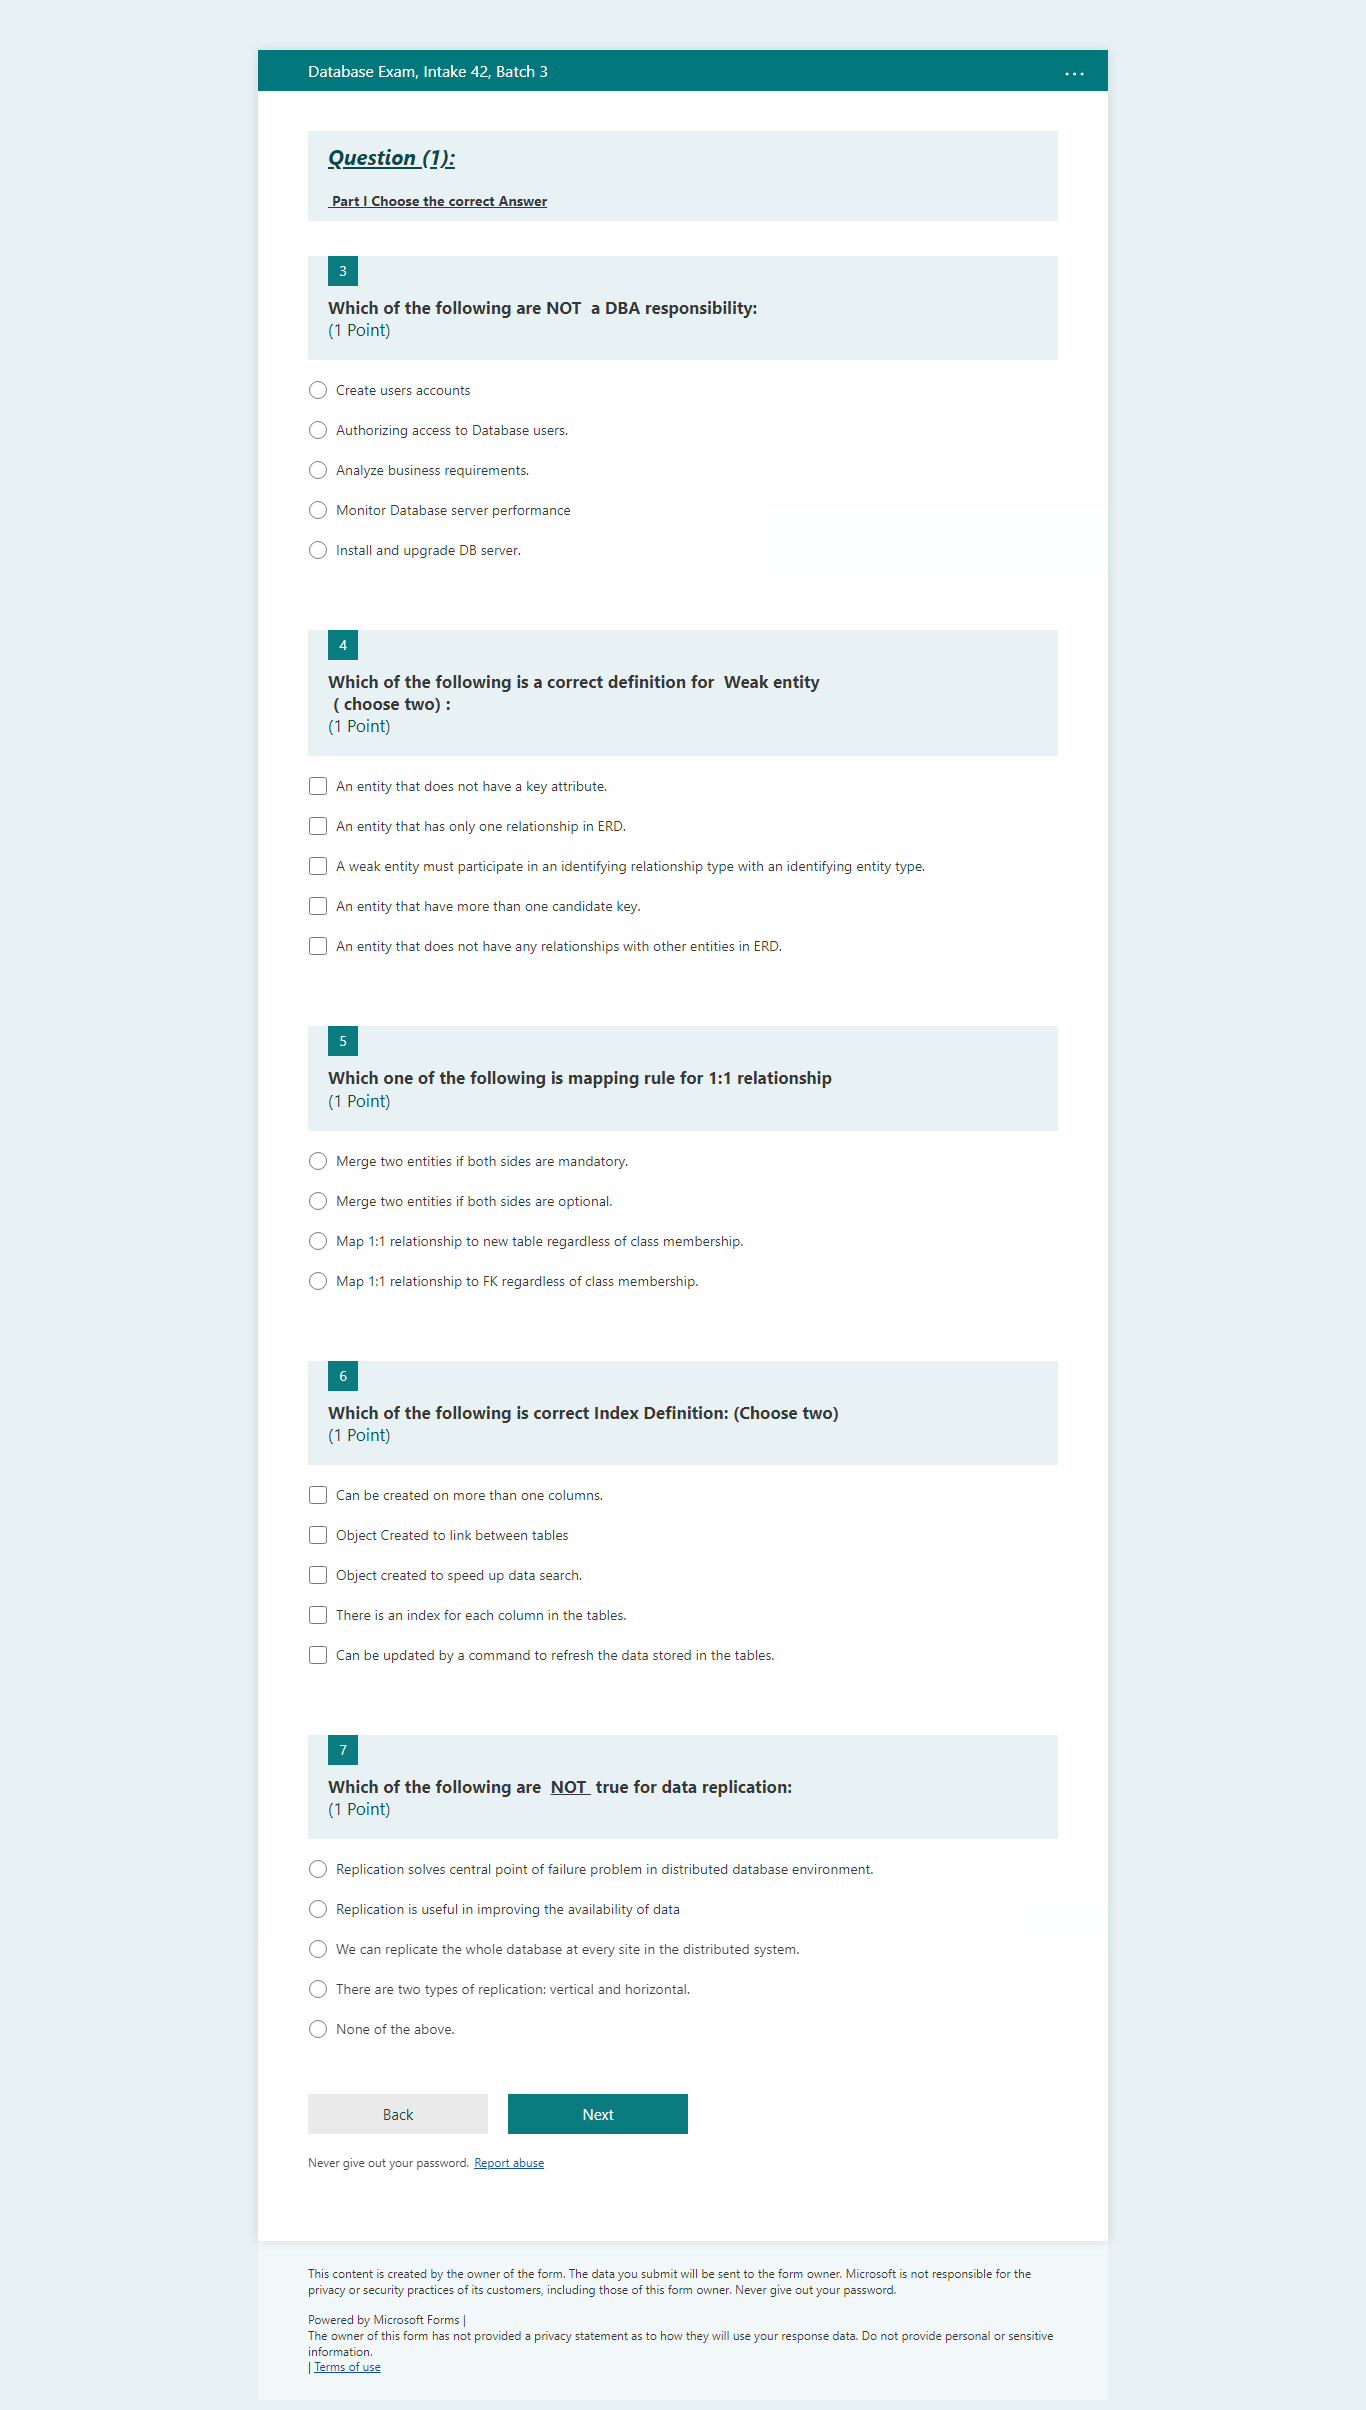 Database Exam, Intake 42, Batch 3
...
Question (1):
Part I Choose the correct Answer
3
Which of the following are NOT  a DBA responsibility:
(1 Point)
Create users accounts
Authorizing access to Database users.
Analyze business requirements.
Monitor Database server performance
Install and upgrade DB server.
4
Which of the following is a correct definition for  Weak entity
( choose two) :
(1 Point)
An entity that does not have a key attribute.
An entity that has only one relationship in ERD.
A weak entity must participate in an identifying relationship type with an identifying entity type.
An entity that have more than one candidate key.
An entity that does not have any relationships with other entities in ERD.
5
Which one of the following is mapping rule for 1:1 relationship
(1 Point)
Merge two entities if both sides are mandatory.
Merge two entities if both sides are optional.
Map 1:1 relationship to new table regardless of class membership.
Map 1:1 relationship to FK regardless of class membership.
6
Which of the following is correct Index Definition: (Choose two)
(1 Point)
Can be created on more than one columns.
Object Created to link between tables
Object created to speed up data search.
There is an index for each column in the tables.
Can be updated by a command to refresh the data stored in the tables.
7
Which of the following are  NOT  true for data replication:
(1 Point)
Replication solves central point of failure problem in distributed database environment.
Replication is useful in improving the availability of data
We can replicate the whole database at every site in the distributed system.
There are two types of replication: vertical and horizontal.
None of the above.
Back Next
Never give out your password. Report abuse
This content is created by the owner of the form. The data you submit will be sent to the form owner. Microsoft is not responsible for the
privacy or security practices of its customers, including those of this form owner. Never give out your password.
Powered by Microsoft Forms |
The owner of this form has not provided a privacy statement as to how they will use your response data. Do not provide personal or sensitive
information.
| Terms of use